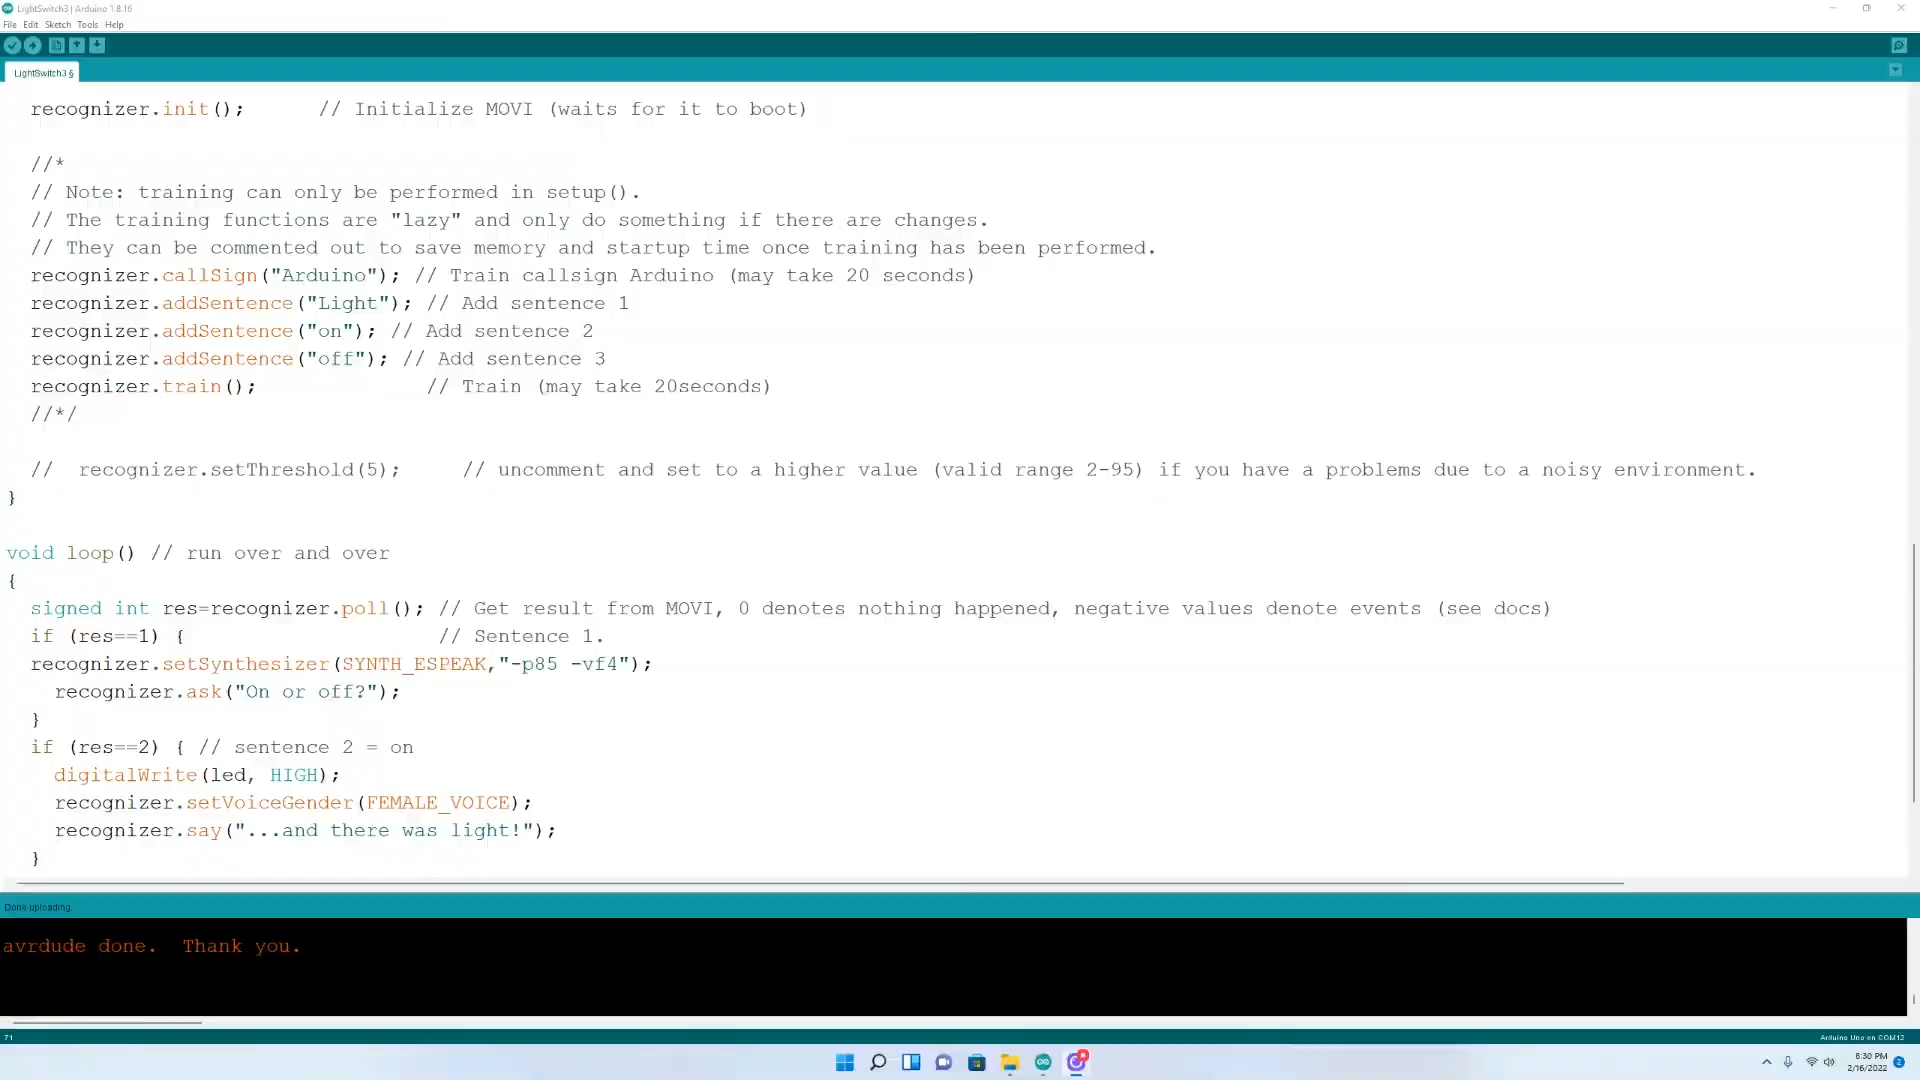 LightSwitch3 | Arduino 1.8.16
File Edit Sketch Tools Help
LightSwitch3 §
recognizer.init();      // Initialize MOVI (waits for it to boot)
//*
// Note: training can only be performed in setup().
// The training functions are "lazy" and only do something if there are changes.
// They can be commented out to save memory and startup time once training has been performed.
recognizer.callSign("Arduino"); // Train callsign Arduino (may take 20 seconds)
recognizer.addSentence("Light"); // Add sentence 1
recognizer.addSentence("on"); // Add sentence 2
recognizer.addSentence("off"); // Add sentence 3
recognizer.train();              // Train (may take 20seconds)
//*/
//  recognizer.setThreshold(5);     // uncomment and set to a higher value (valid range 2-95) if you have a problems due to a noisy environment.
}
void loop() // run over and over
{
signed int res=recognizer.poll(); // Get result from MOVI, 0 denotes nothing happened, negative values denote events (see docs)
if (res==1) {                     // Sentence 1.
recognizer.setSynthesizer(SYNTH_ESPEAK,"-p85 -vf4");
recognizer.ask("On or off?");
}
if (res==2) { // sentence 2 = on
digitalWrite(led, HIGH);
recognizer.setVoiceGender(FEMALE_VOICE);
recognizer.say("...and there was light!");
}
Done uploading.
avrdude done.  Thank you.
71
Arduino Uno on COM12
8:30 PM
2/16/2022
2